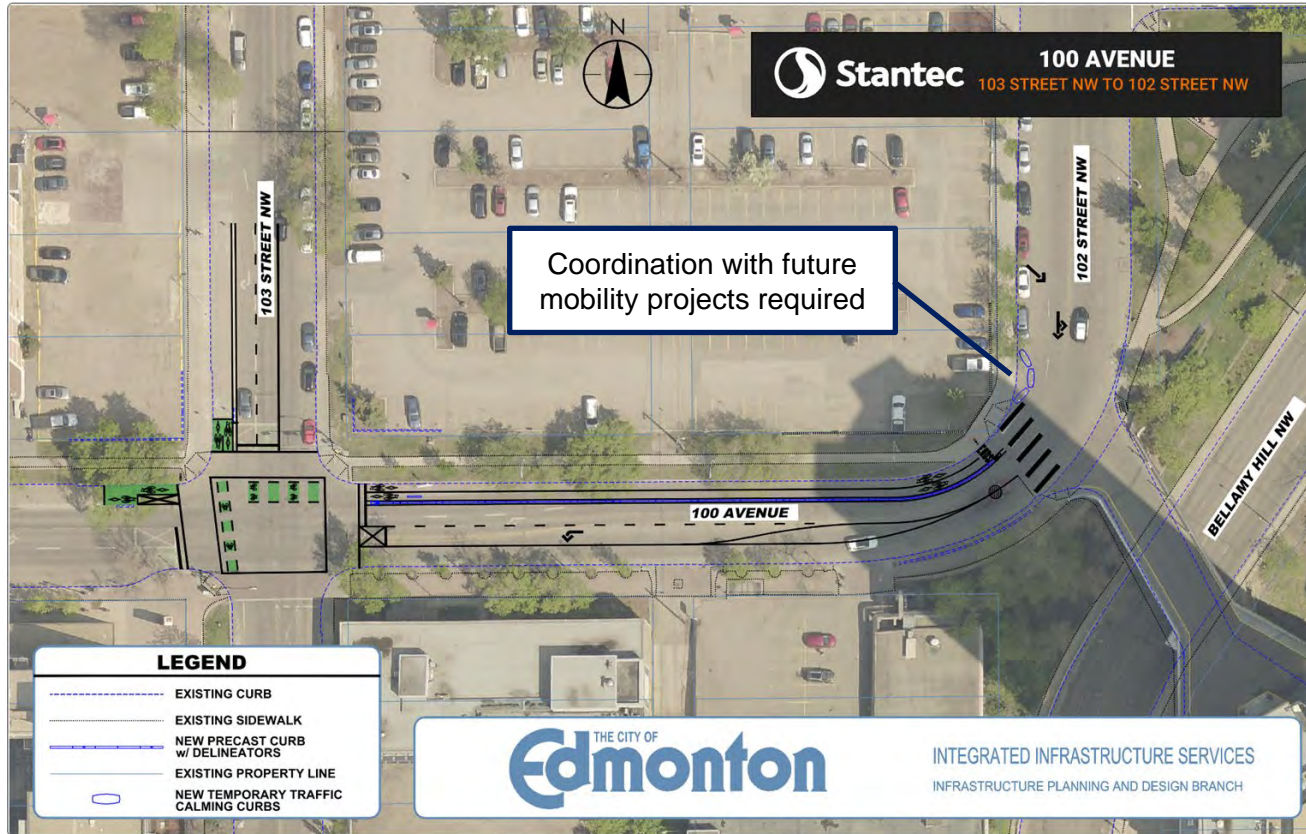 N
Stantec
100 AVENUE
103 STREET NW TO 102 STREET NW
103 STREET NW
102 STREET NW
Coordination with future
mobility projects required
100 AVENUE
BELLAMY HILL NW
LEGEND
EXISTING CURB
EXISTING SIDEWALK
NEW PRECAST CURB
w/ DELINEATORS
EXISTING PROPERTY LINE
NEW TEMPORARY TRAFFIC
CALMING CURBS
THE CITY OF
Edmonton
INTEGRATED INFRASTRUCTURE SERVICES
INFRASTRUCTURE PLANNING AND DESIGN BRANCH